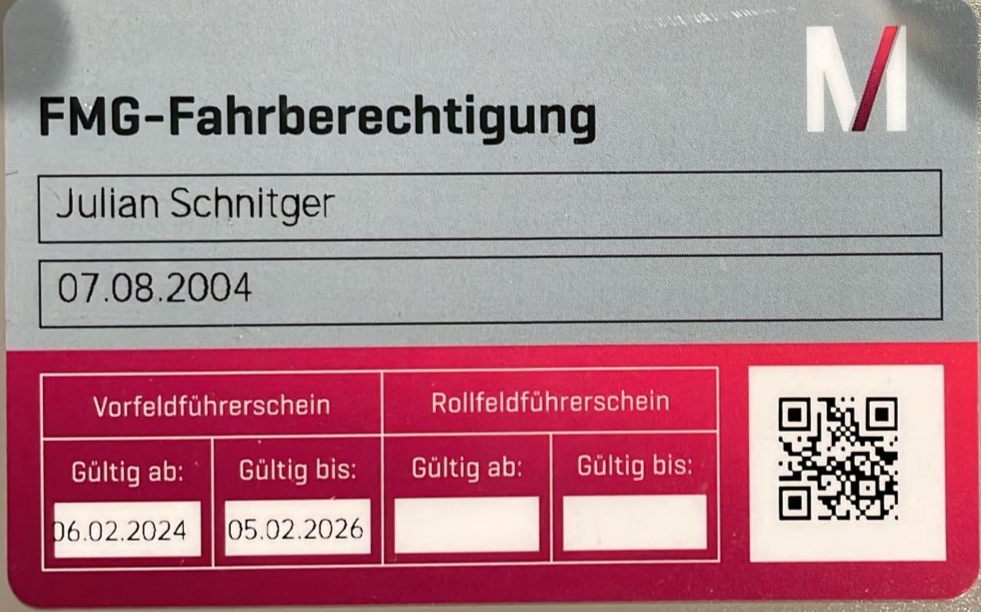 M
FMG-Fahrberechtigung
Julian Schnitger
07.08.2004
Vorfeldführerschein Rollfeldführerschein
Gültig ab: Gültig bis: Gültig ab: Gültig bis:
06.02.2024 05.02.2026